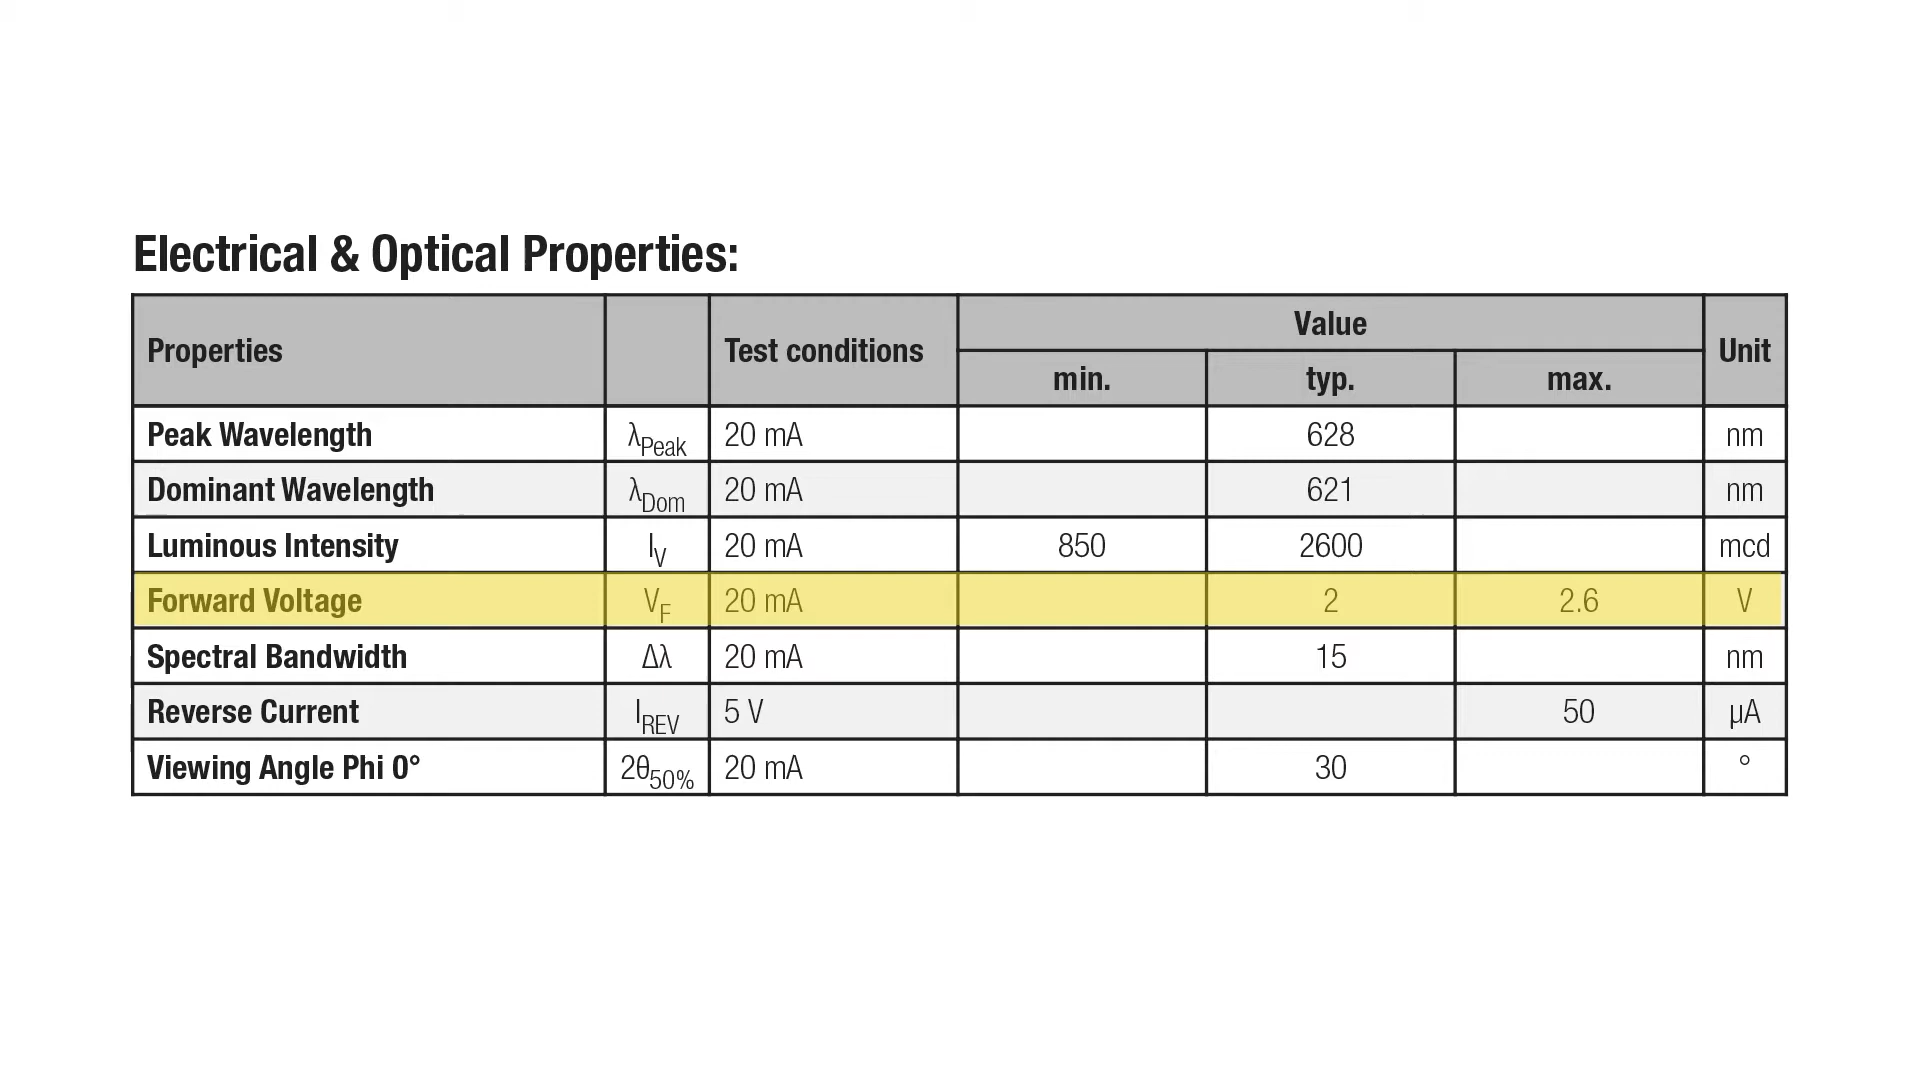 Electrical & Optical Properties:
Properties Test conditions Value Unit
min. typ. max.
Peak Wavelength λPeak 20 mA 628 nm
Dominant Wavelength λDom 20 mA 621 nm
Luminous Intensity IV 20 mA 850 2600 mcd
Forward Voltage VF 20 mA 2 2.6 V
Spectral Bandwidth Δλ 20 mA 15 nm
Reverse Current IREV 5 V 50 µA
Viewing Angle Phi 0° 2θ50% 20 mA 30 °